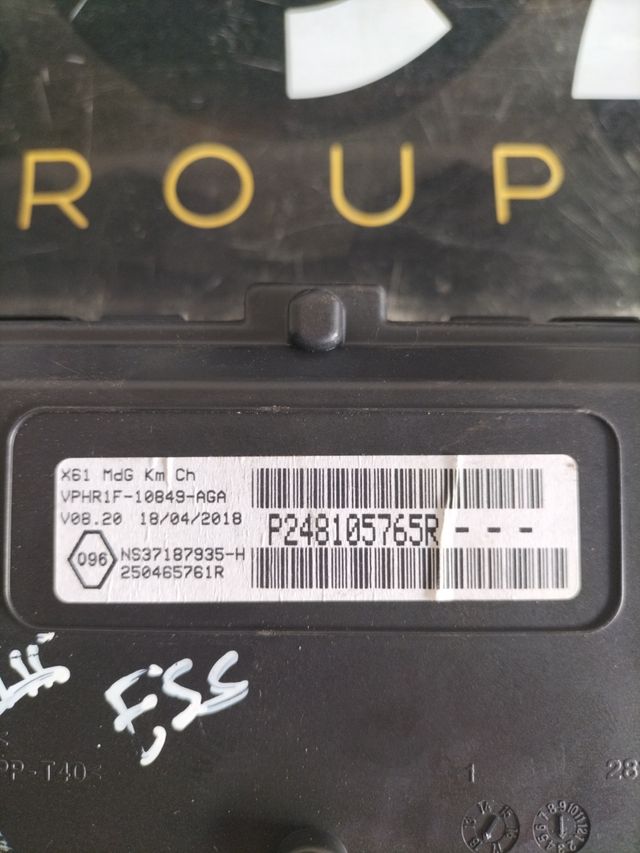 ROUP
X61 MdG Km Ch
VPHR1F-10849-AGA
V08.20 18/04/2018
P248105765R---
096
NS37187935-H
250465761R
PP-T40<
1
28